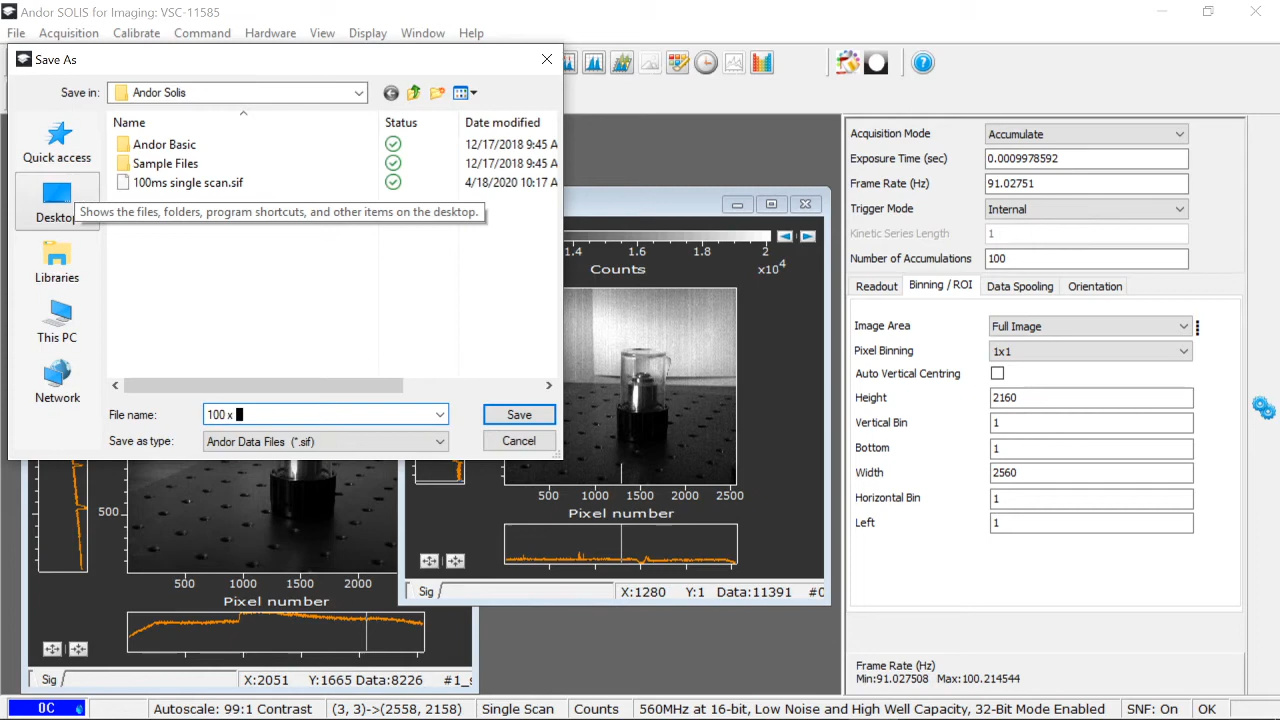 Andor SOLIS for Imaging: VSC-11585
File Acquisition Calibrate Command Hardware View Display Window Help
Save As
Save in: Andor Solis
Name Status Date modified
Andor Basic 12/17/2018 9:45 A
Sample Files 12/17/2018 9:45 A
100ms single scan.sif 4/18/2020 10:17 A
Quick access
Desktop
Shows the files, folders, program shortcuts, and other items on the desktop.
Libraries
This PC
Network
File name: 100 x
Save
Save as type: Andor Data Files (*.sif)
Cancel
1.4 1.6 1.8 2
Counts x10^4
500 1000 1500 2000 2500
Pixel number
Sig X:1280 Y:1 Data:11391 #0
500
500 1000 1500 2000
Pixel number
Sig X:2051 Y:1665 Data:8226 #1_s
Acquisition Mode Accumulate
Exposure Time (sec) 0.0009978592
Frame Rate (Hz) 91.02751
Trigger Mode Internal
Kinetic Series Length 1
Number of Accumulations 100
Readout Binning / ROI Data Spooling Orientation
Image Area Full Image
Pixel Binning 1x1
Auto Vertical Centring
Height 2160
Vertical Bin 1
Bottom 1
Width 2560
Horizontal Bin 1
Left 1
Frame Rate (Hz)
Min:91.027508 Max:100.214544
OC Autoscale: 99:1 Contrast (3, 3)->(2558, 2158) Single Scan Counts 560MHz at 16-bit, Low Noise and High Well Capacity, 32-Bit Mode Enabled SNF: On OK